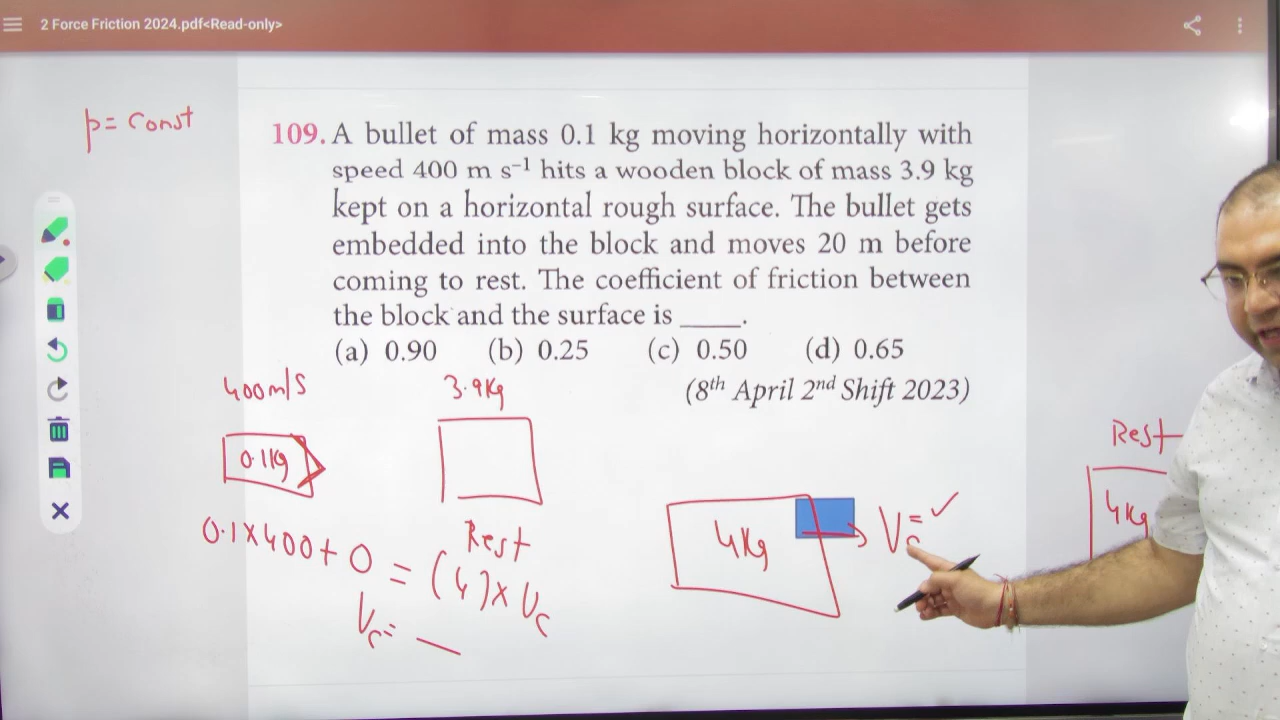 2 Force Friction 2024.pdf<Read-only>
p = const
109. A bullet of mass 0.1 kg moving horizontally with
speed 400 m s⁻¹ hits a wooden block of mass 3.9 kg
kept on a horizontal rough surface. The bullet gets
embedded into the block and moves 20 m before
coming to rest. The coefficient of friction between
the block and the surface is ____.
(a) 0.90 (b) 0.25 (c) 0.50 (d) 0.65
(8th April 2nd Shift 2023)
400m/s
3.9Kg
0.1Kg
Rest
0.1x400+0 = (4)x Vc
Vc= —
4Kg
Vc= ✓
Rest
4Kg